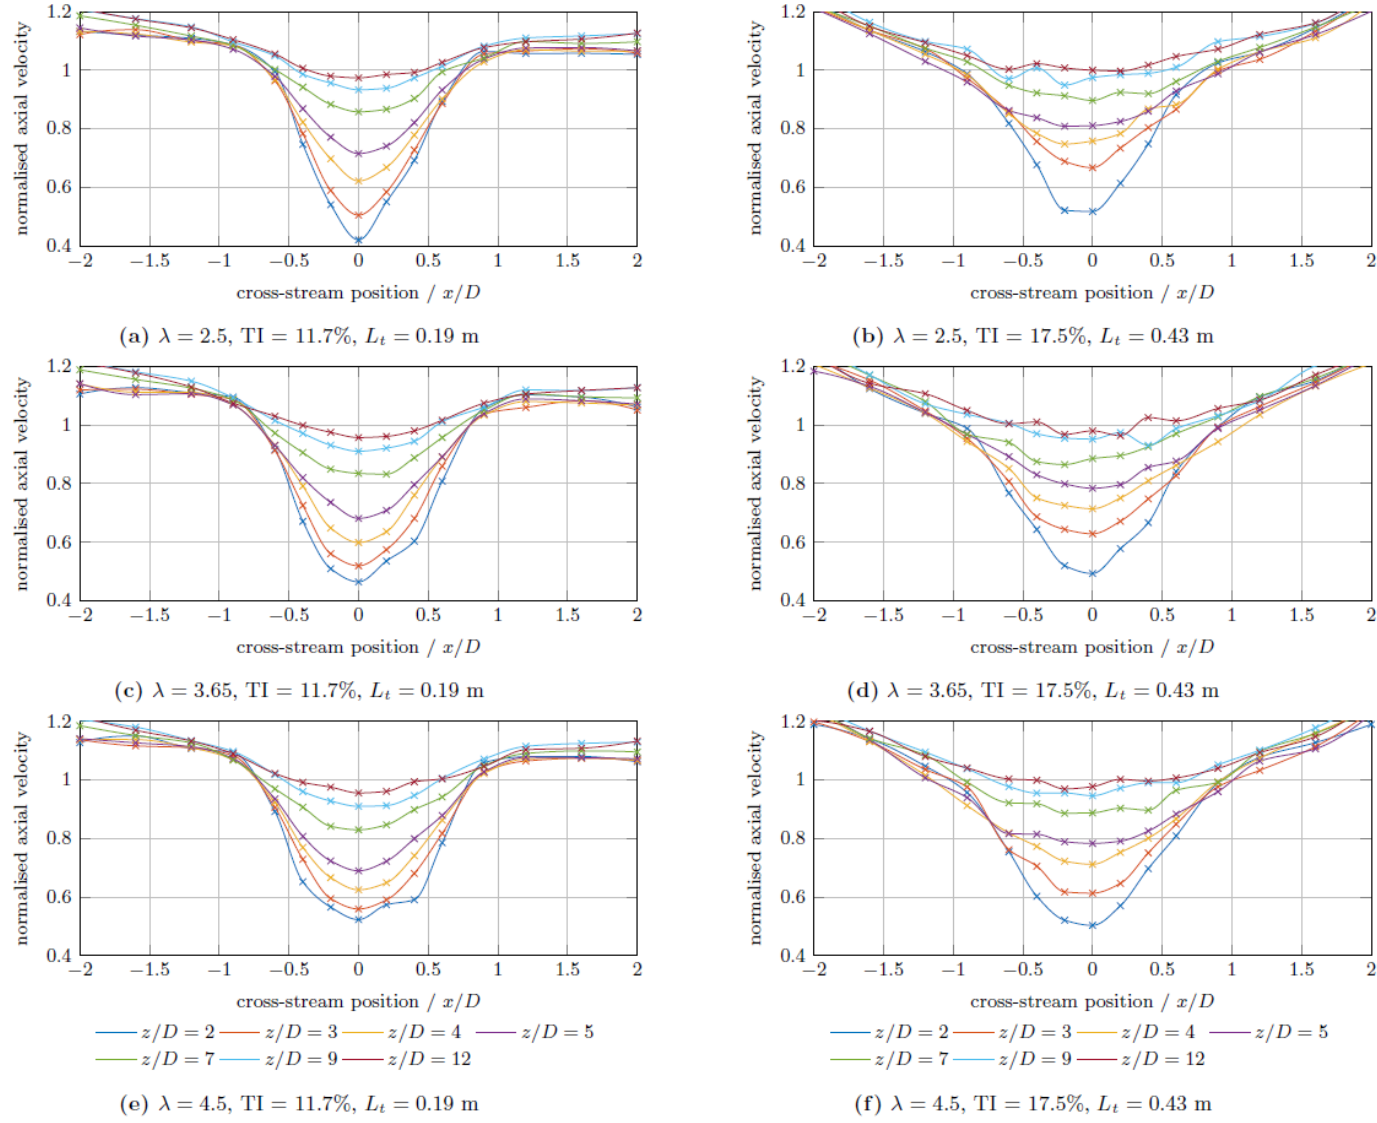 1.2
1
0.8
0.6
0.4
normalised axial velocity
−2 −1.5 −1 −0.5 0 0.5 1 1.5 2
cross-stream position / x/D
(a) λ = 2.5, TI = 11.7%, Lt = 0.19 m
1.2
1
0.8
0.6
0.4
normalised axial velocity
−2 −1.5 −1 −0.5 0 0.5 1 1.5 2
cross-stream position / x/D
(b) λ = 2.5, TI = 17.5%, Lt = 0.43 m
1.2
1
0.8
0.6
0.4
normalised axial velocity
−2 −1.5 −1 −0.5 0 0.5 1 1.5 2
cross-stream position / x/D
(c) λ = 3.65, TI = 11.7%, Lt = 0.19 m
1.2
1
0.8
0.6
0.4
normalised axial velocity
−2 −1.5 −1 −0.5 0 0.5 1 1.5 2
cross-stream position / x/D
(d) λ = 3.65, TI = 17.5%, Lt = 0.43 m
1.2
1
0.8
0.6
0.4
normalised axial velocity
−2 −1.5 −1 −0.5 0 0.5 1 1.5 2
cross-stream position / x/D
z/D = 2 z/D = 3 z/D = 4 z/D = 5
z/D = 7 z/D = 9 z/D = 12
(e) λ = 4.5, TI = 11.7%, Lt = 0.19 m
1.2
1
0.8
0.6
0.4
normalised axial velocity
−2 −1.5 −1 −0.5 0 0.5 1 1.5 2
cross-stream position / x/D
z/D = 2 z/D = 3 z/D = 4 z/D = 5
z/D = 7 z/D = 9 z/D = 12
(f) λ = 4.5, TI = 17.5%, Lt = 0.43 m